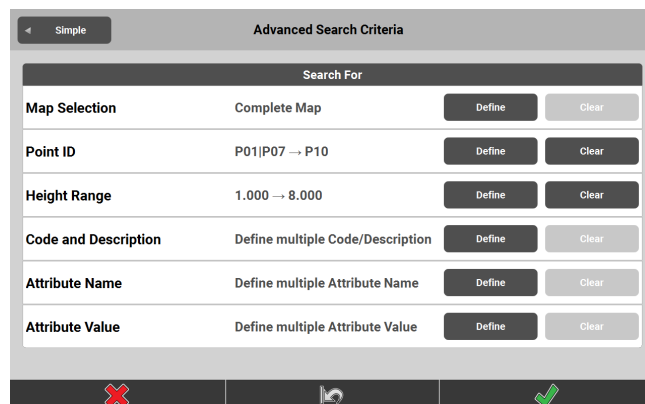 Simple
Advanced Search Criteria
Search For
Map Selection Complete Map Define Clear
Point ID P01|P07 → P10 Define Clear
Height Range 1.000 → 8.000 Define Clear
Code and Description Define multiple Code/Description Define Clear
Attribute Name Define multiple Attribute Name Define Clear
Attribute Value Define multiple Attribute Value Define Clear